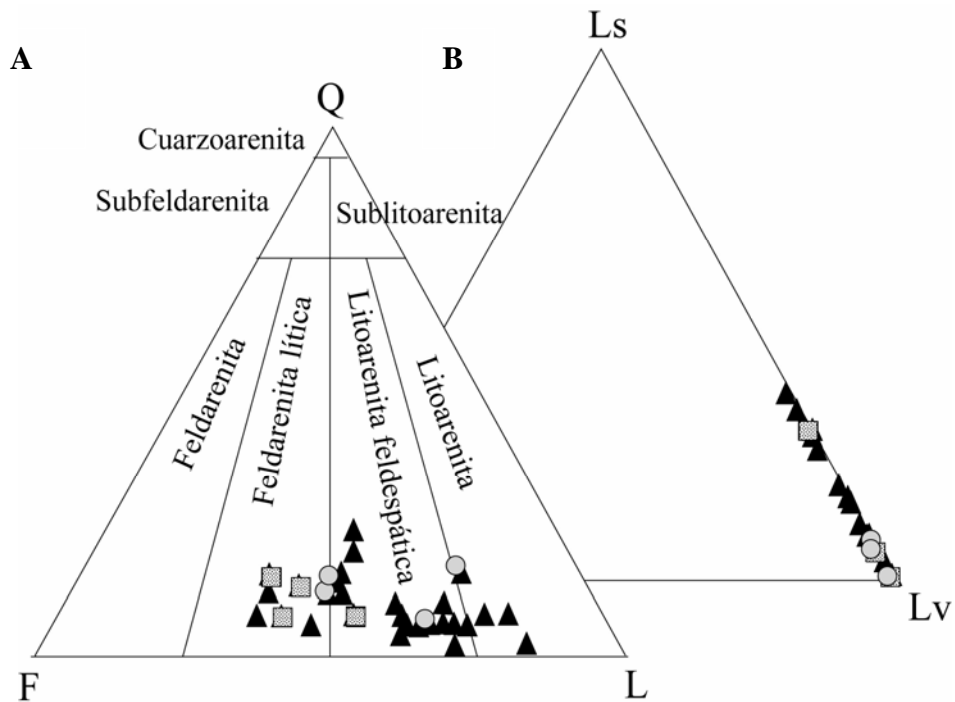 A
B
Ls
Q
Cuarzoarenita
Subfeldarenita
Sublitoarenita
Feldarenita
Feldarenita lítica
Litoarenita feldespática
Litoarenita
Lv
F
L